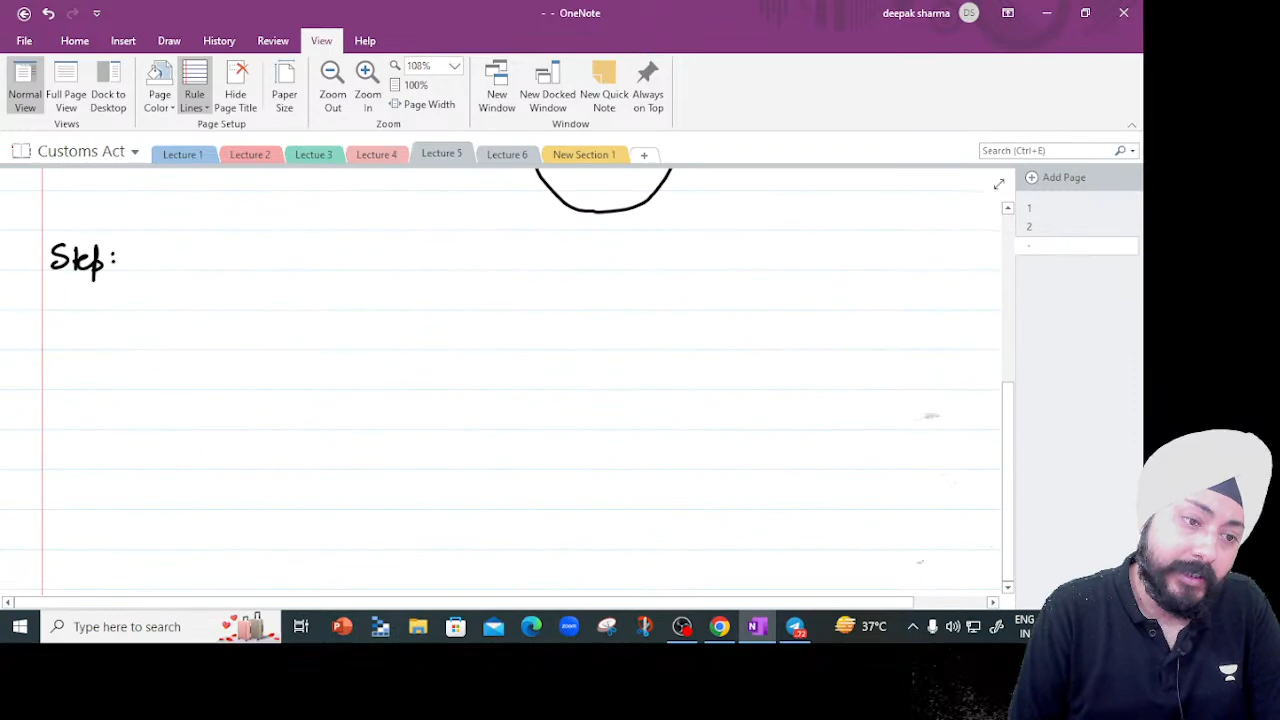 - - OneNote
deepak sharma DS
File Home Insert Draw History Review View Help
Normal View
Full Page View
Dock to Desktop
Views
Page Color
Rule Lines
Hide Page Title
Paper Size
Page Setup
Zoom Out
Zoom In
108%
100%
Page Width
Zoom
New Window
New Docked Window
New Quick Note
Always on Top
Window
Customs Act
Lecture 1 Lecture 2 Lectue 3 Lecture 4 Lecture 5 Lecture 6 New Section 1
Search (Ctrl+E)
Add Page
1
2
-
Step:
Type here to search
72
37°C
ENG
IN